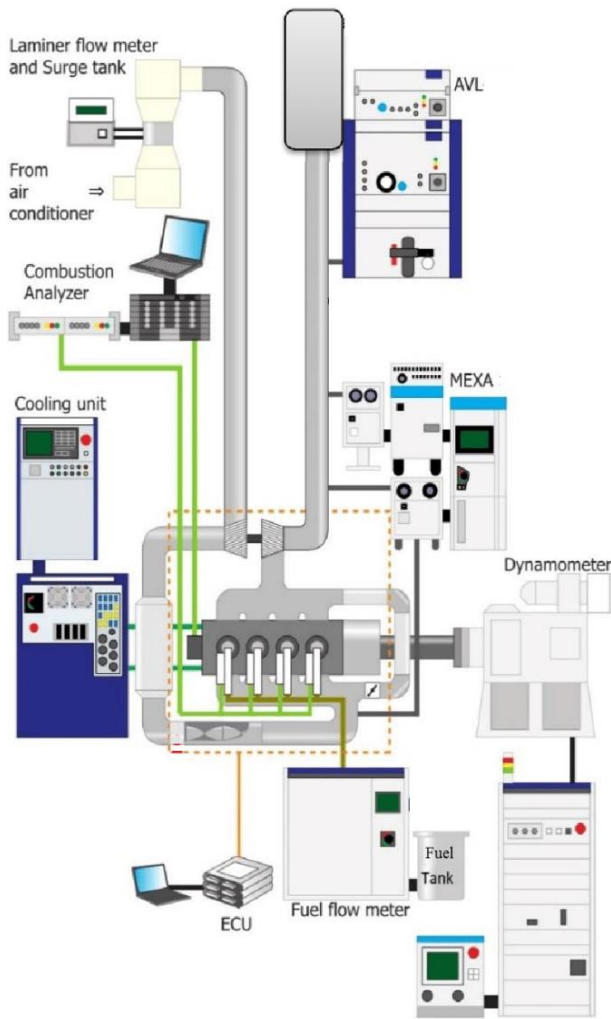 Laminer flow meter
and Surge tank
AVL
From
air
conditioner
⇒
Combustion
Analyzer
MEXA
Cooling unit
Dynamometer
Fuel
Tank
Fuel flow meter
ECU